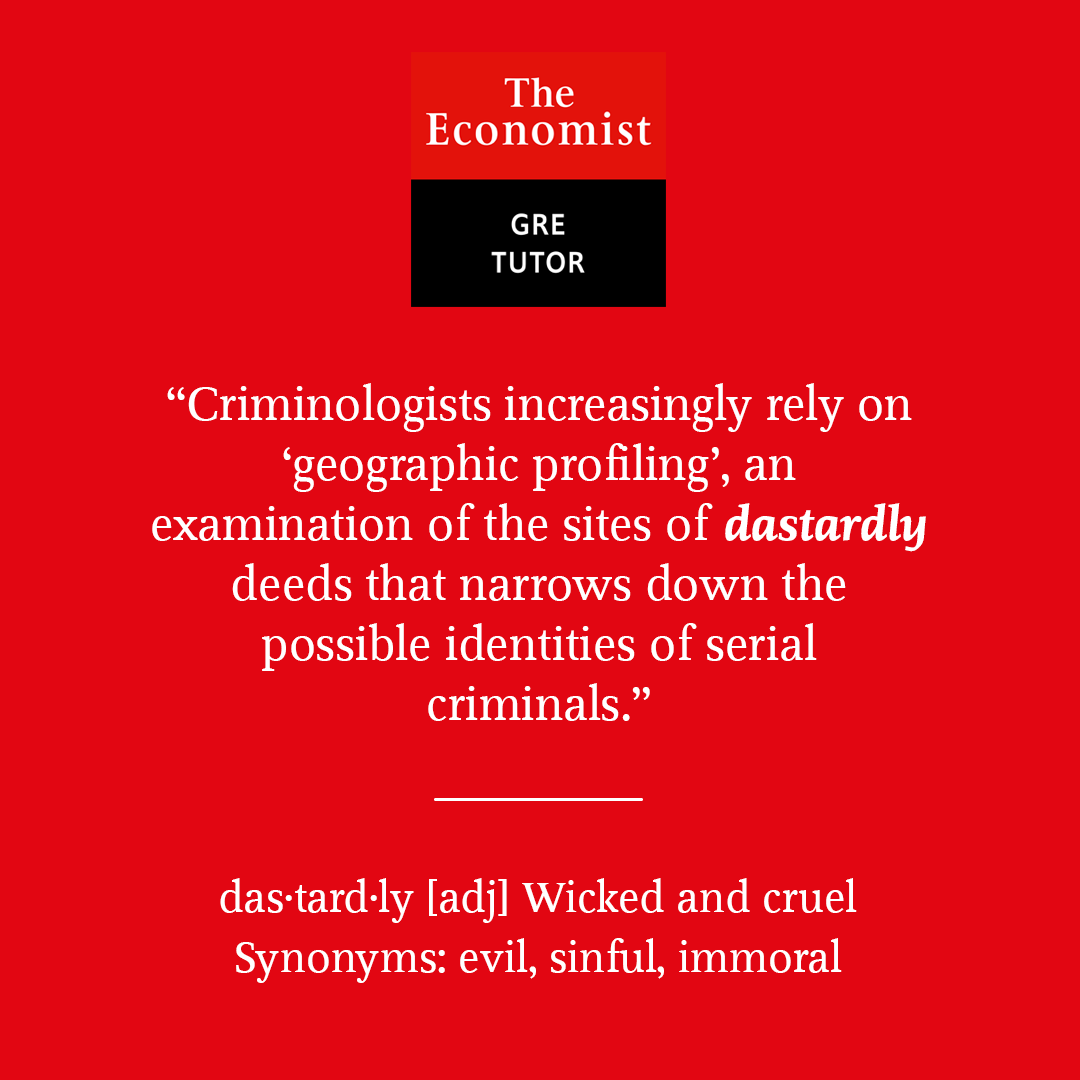 The
Economist
GRE
TUTOR
“Criminologists increasingly rely on
‘geographic profiling’, an
examination of the sites of dastardly
deeds that narrows down the
possible identities of serial
criminals.”
das·tard·ly [adj] Wicked and cruel
Synonyms: evil, sinful, immoral